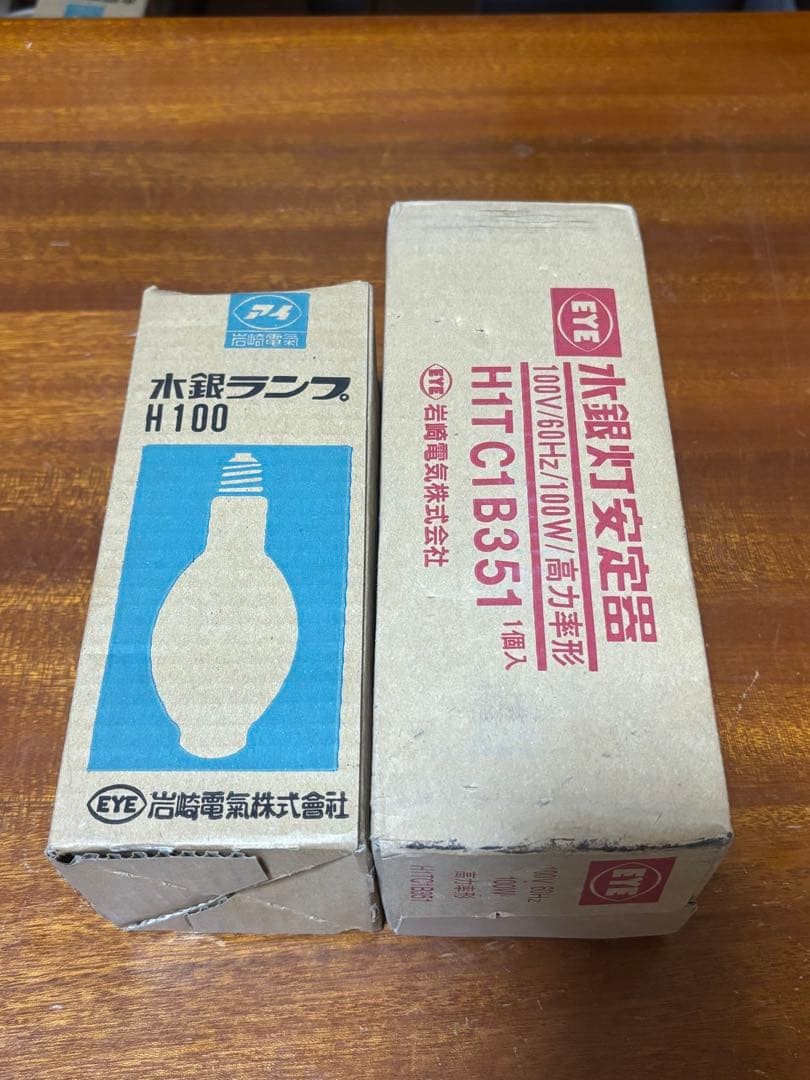 アイ
岩崎電氣
水銀ランプ
H100
EYE 岩崎電氣株式會社
EYE
水銀灯安定器
100V/60Hz/100W/高力率形
H1TC1B351 1個入
EYE 岩崎電気株式会社
EYE
100V 60Hz
100W
高力率形
H1TC1B351